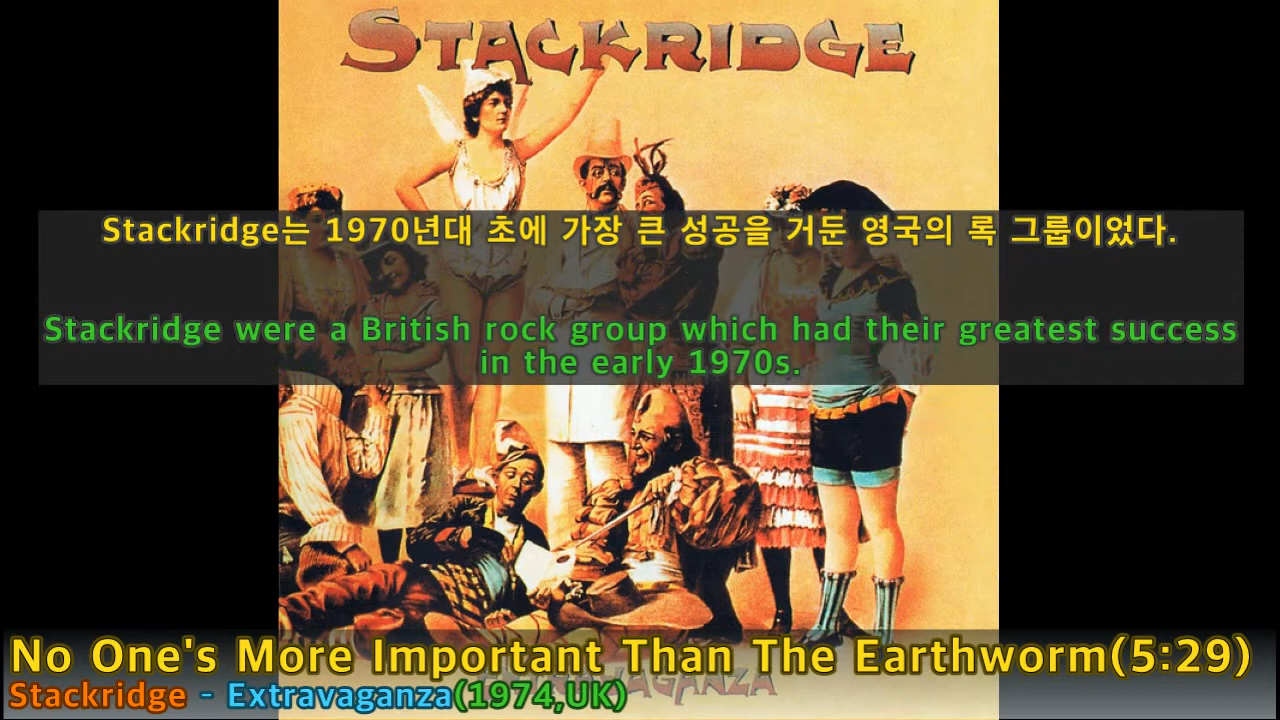 STACKRIDGE
Stackridge는 1970년대 초에 가장 큰 성공을 거둔 영국의 록 그룹이었다.
Stackridge were a British rock group which had their greatest success
in the early 1970s.
No One's More Important Than The Earthworm(5:29)
EXTRAVAGANZA
Stackridge - Extravaganza(1974,UK)